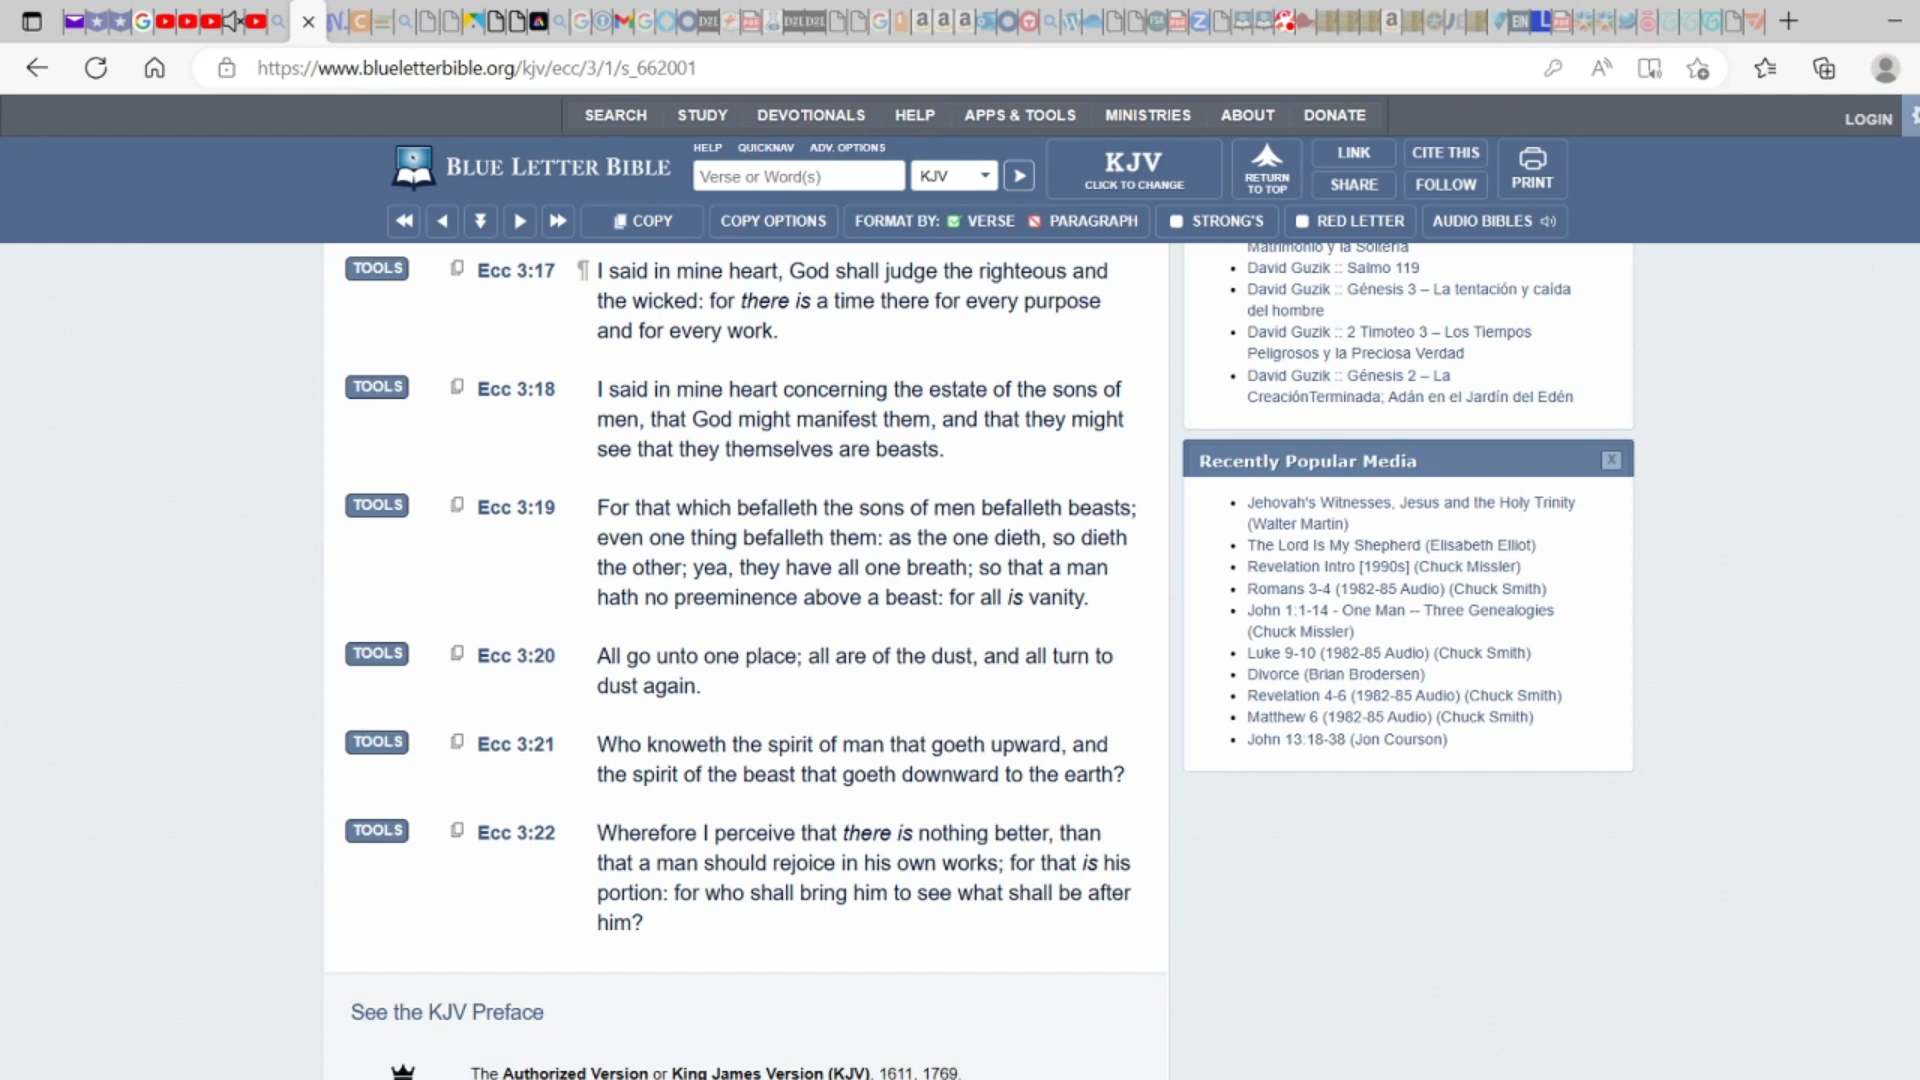 https://www.blueletterbible.org/kjv/ecc/3/1/s_662001
SEARCH STUDY DEVOTIONALS HELP APPS & TOOLS MINISTRIES ABOUT DONATE
LOGIN
BLUE LETTER BIBLE
HELP QUICKNAV ADV. OPTIONS
Verse or Word(s)
KJV
KJV
CLICK TO CHANGE
RETURN
TO TOP
LINK
CITE THIS
SHARE
FOLLOW
PRINT
COPY
COPY OPTIONS
FORMAT BY: VERSE PARAGRAPH
STRONG'S
RED LETTER
AUDIO BIBLES
TOOLS Ecc 3:17 ¶ I said in mine heart, God shall judge the righteous and
the wicked: for there is a time there for every purpose
and for every work.
TOOLS Ecc 3:18 I said in mine heart concerning the estate of the sons of
men, that God might manifest them, and that they might
see that they themselves are beasts.
TOOLS Ecc 3:19 For that which befalleth the sons of men befalleth beasts;
even one thing befalleth them: as the one dieth, so dieth
the other; yea, they have all one breath; so that a man
hath no preeminence above a beast: for all is vanity.
TOOLS Ecc 3:20 All go unto one place; all are of the dust, and all turn to
dust again.
TOOLS Ecc 3:21 Who knoweth the spirit of man that goeth upward, and
the spirit of the beast that goeth downward to the earth?
TOOLS Ecc 3:22 Wherefore I perceive that there is nothing better, than
that a man should rejoice in his own works; for that is his
portion: for who shall bring him to see what shall be after
him?
See the KJV Preface
The Authorized Version or King James Version (KJV), 1611, 1769.
Matrimonio y la Soltería
David Guzik :: Salmo 119
David Guzik :: Génesis 3 – La tentación y caída
del hombre
David Guzik :: 2 Timoteo 3 – Los Tiempos
Peligrosos y la Preciosa Verdad
David Guzik :: Génesis 2 – La
CreaciónTerminada; Adán en el Jardín del Edén
Recently Popular Media
Jehovah's Witnesses, Jesus and the Holy Trinity
(Walter Martin)
The Lord Is My Shepherd (Elisabeth Elliot)
Revelation Intro [1990s] (Chuck Missler)
Romans 3-4 (1982-85 Audio) (Chuck Smith)
John 1:1-14 - One Man -- Three Genealogies
(Chuck Missler)
Luke 9-10 (1982-85 Audio) (Chuck Smith)
Divorce (Brian Brodersen)
Revelation 4-6 (1982-85 Audio) (Chuck Smith)
Matthew 6 (1982-85 Audio) (Chuck Smith)
John 13:18-38 (Jon Courson)